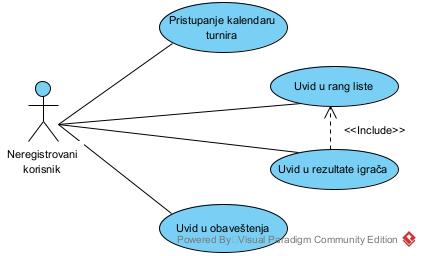 Pristupanje kalendaru
turnira
Uvid u rang liste
<<Include>>
Neregistrovani
korisnik
Uvid u rezultate igrača
Uvid u obaveštenja
Powered By: Visual Paradigm Community Edition